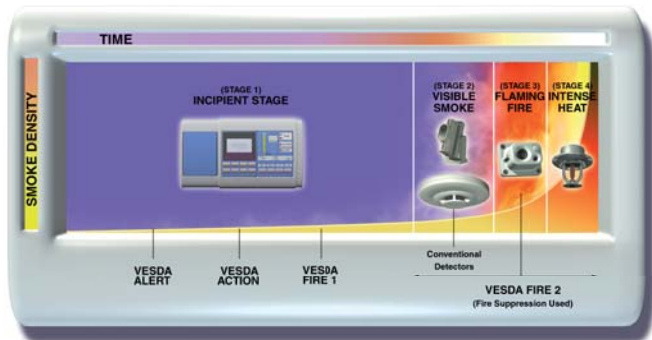 TIME
SMOKE DENSITY
(STAGE 1)
INCIPIENT STAGE
(STAGE 2)
VISIBLE
SMOKE
(STAGE 3)
FLAMING
FIRE
(STAGE 4)
INTENSE
HEAT
VESDA
ALERT
VESDA
ACTION
VESDA
FIRE 1
Conventional
Detectors
VESDA FIRE 2
(Fire Suppression Used)